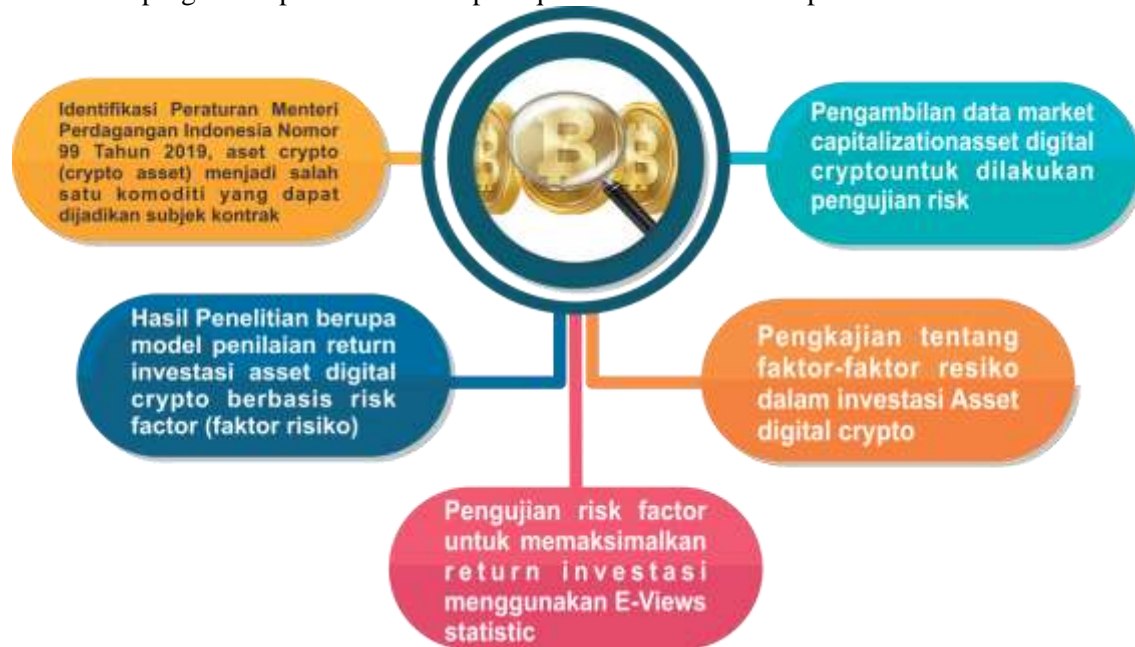 Identifikasi Peraturan Menteri
Perdagangan Indonesia Nomor
99 Tahun 2019, aset crypto
(crypto asset) menjadi salah
satu komoditi yang dapat
dijadikan subjek kontrak
Pengambilan data market
capitalizationasset digital
cryptountuk dilakukan
pengujian risk
Hasil Penelitian berupa
model penilaian return
investasi asset digital
crypto berbasis risk
factor (faktor risiko)
Pengkajian tentang
faktor-faktor resiko
dalam investasi Asset
digital crypto
Pengujian risk factor
untuk memaksimalkan
return investasi
menggunakan E-Views
statistic